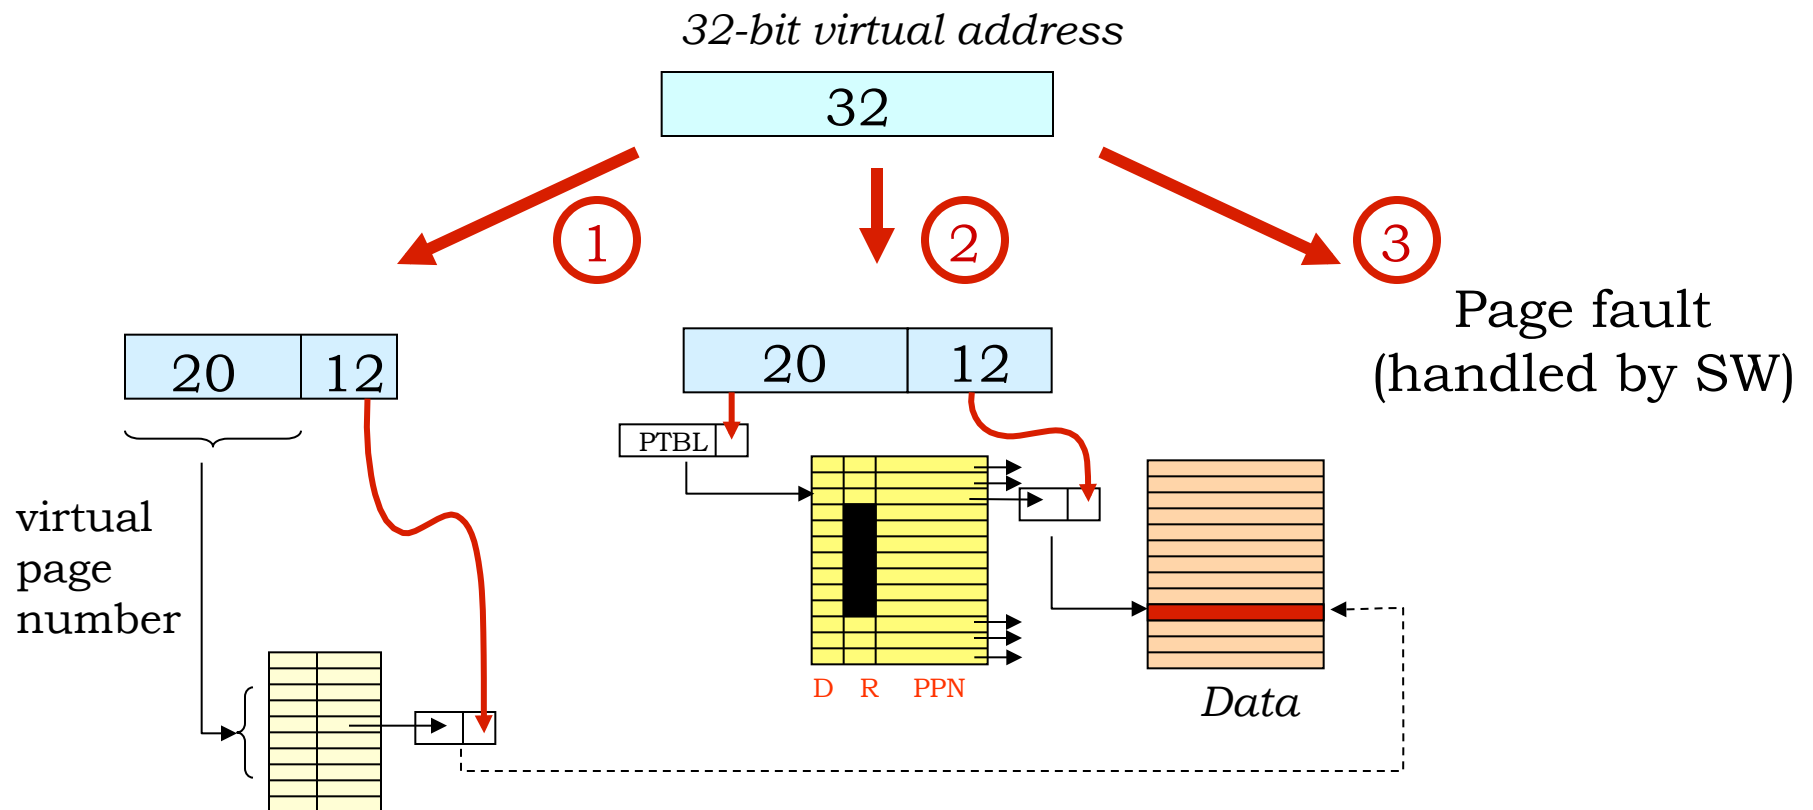 32-bit virtual address
32
1
2
3
Page fault
(handled by SW)
20 12
20 12
PTBL
virtual
page
number
D R PPN
Data